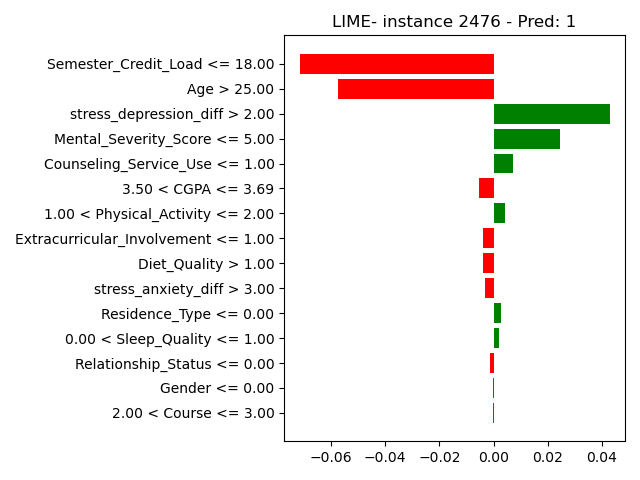 LIME- instance 2476 - Pred: 1
Semester_Credit_Load <= 18.00
Age > 25.00
stress_depression_diff > 2.00
Mental_Severity_Score <= 5.00
Counseling_Service_Use <= 1.00
3.50 < CGPA <= 3.69
1.00 < Physical_Activity <= 2.00
Extracurricular_Involvement <= 1.00
Diet_Quality > 1.00
stress_anxiety_diff > 3.00
Residence_Type <= 0.00
0.00 < Sleep_Quality <= 1.00
Relationship_Status <= 0.00
Gender <= 0.00
2.00 < Course <= 3.00
−0.06 −0.04 −0.02 0.00 0.02 0.04